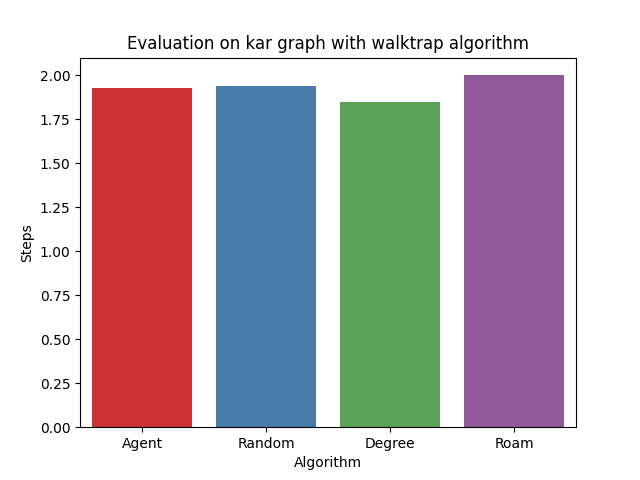 Evaluation on kar graph with walktrap algorithm
2.00
1.75
1.50
1.25
1.00
0.75
0.50
0.25
0.00
Steps
Agent Random Degree Roam
Algorithm